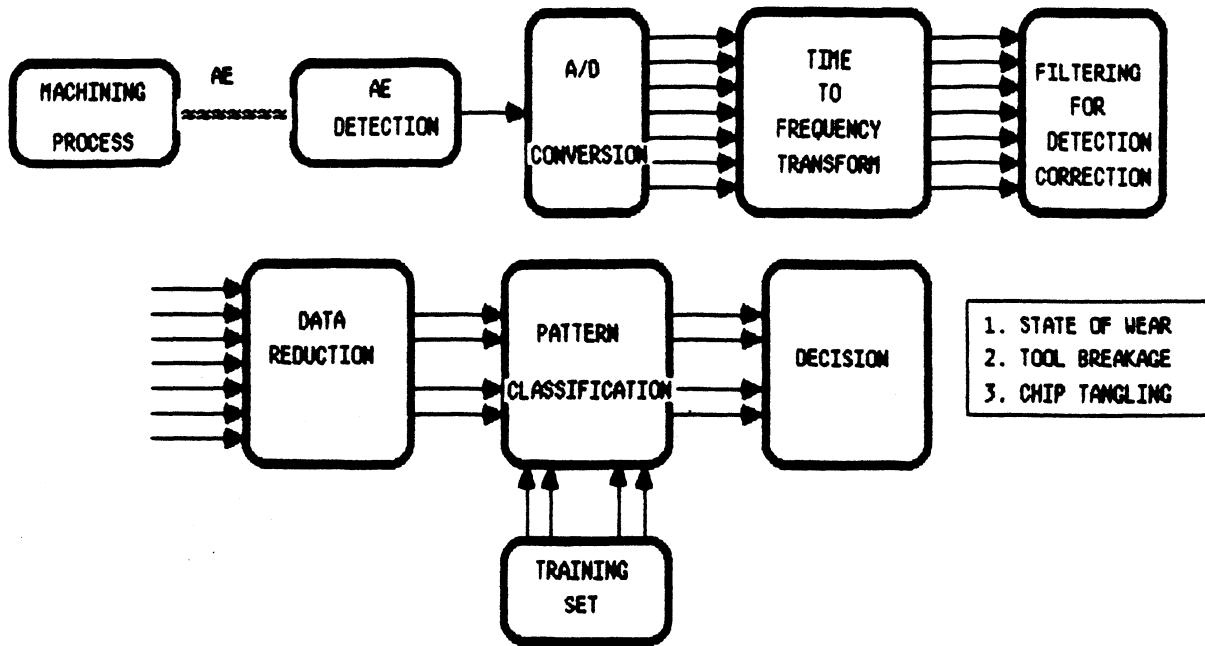 MACHINING
PROCESS
AE
AE
DETECTION
A/D
CONVERSION
TIME
TO
FREQUENCY
TRANSFORM
FILTERING
FOR
DETECTION
CORRECTION
DATA
REDUCTION
PATTERN
CLASSIFICATION
DECISION
1. STATE OF WEAR
2. TOOL BREAKAGE
3. CHIP TANGLING
TRAINING
SET